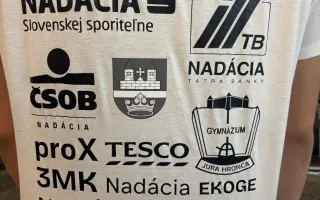 NADÁCIA
Slovenskej sporiteľne
TB
NADÁCIA
TATRA BANKY
ČSOB
NADÁCIA
GYMNÁZIUM
JURA HRONCA
proX TESCO
3MK Nadácia EKOGE